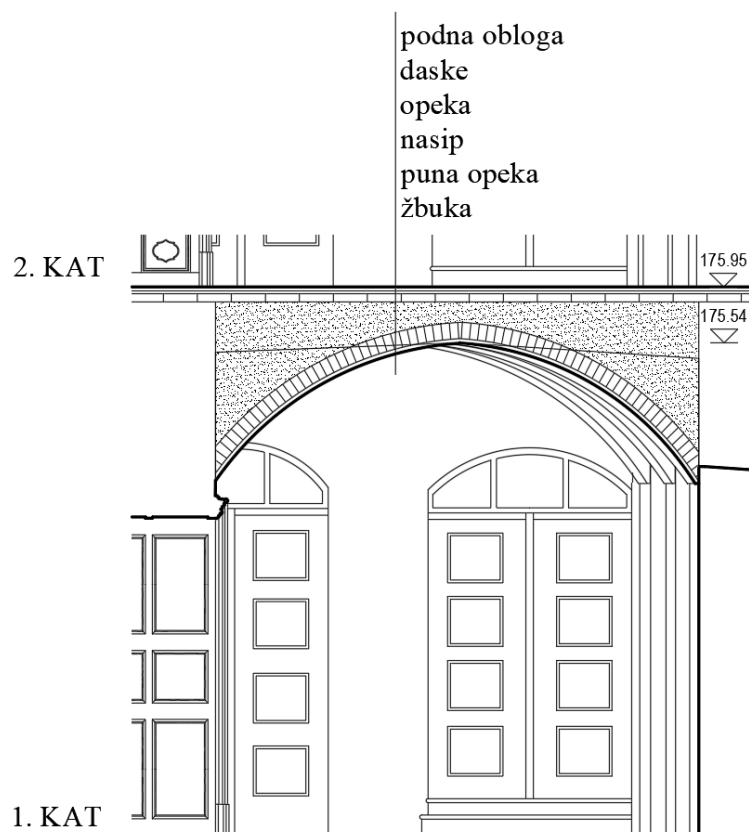 podna obloga
daske
opeka
nasip
puna opeka
žbuka
2. KAT
175.95
175.54
1. KAT